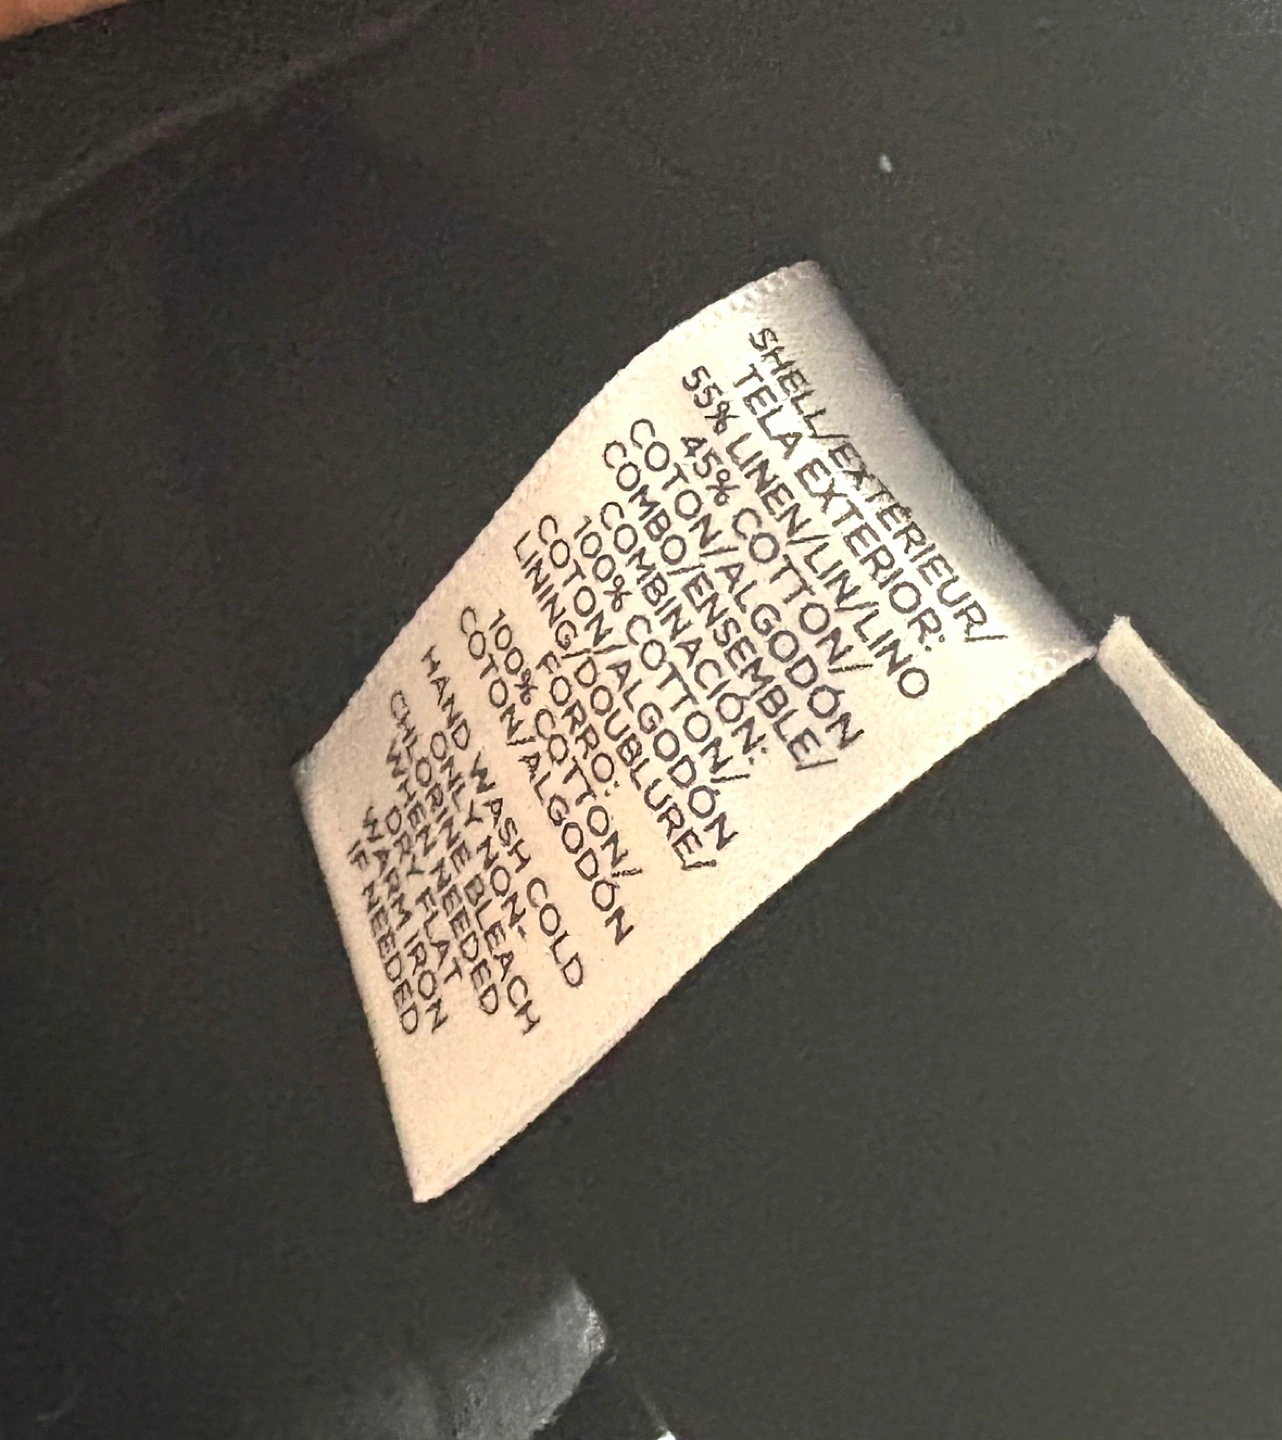 SHELL/EXTÉRIEUR/
TELA EXTERIOR:
55% LINEN/LIN/LINO
45% COTTON/
COTON/ALGODÓN
COMBO/ENSEMBLE/
COMBINACIÓN:
100% COTTON/
COTON/ALGODÓN
LINING/DOUBLURE/
FORRO:
100% COTTON/
COTON/ALGODÓN
HAND WASH COLD
ONLY NON-
CHLORINE BLEACH
WHEN NEEDED
DRY FLAT
WARM IRON
IF NEEDED